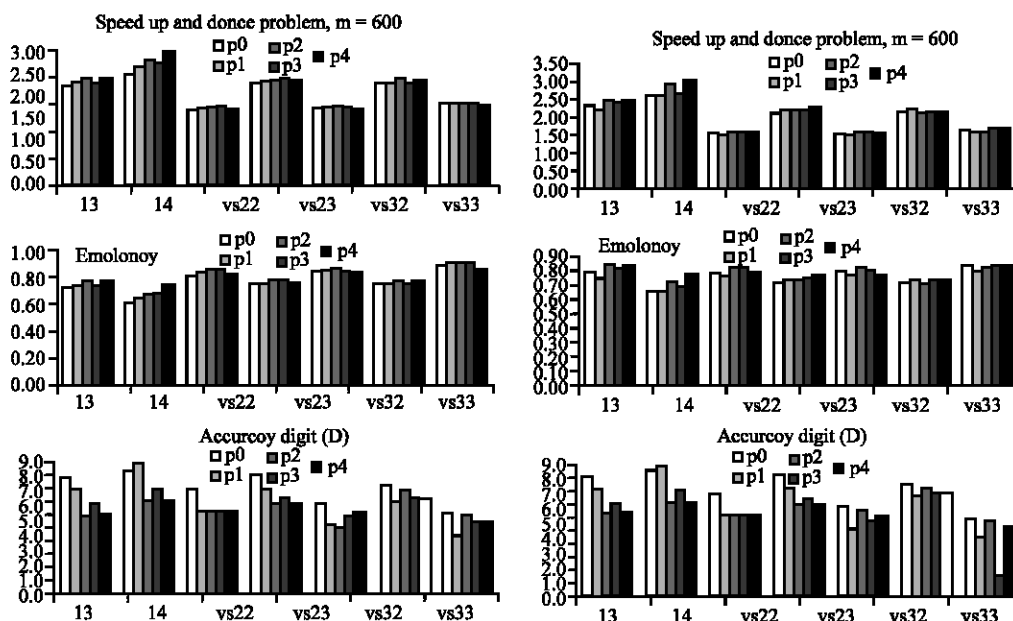 Speed up and donce problem, m = 600
p0 p2 p4
p1 p3
3.00
2.50
2.00
1.50
1.00
0.50
0.00
13 14 vs22 vs23 vs32 vs33
Emolonoy
p0 p2 p4
p1 p3
1.00
0.80
0.60
0.40
0.20
0.00
13 14 vs22 vs23 vs32 vs33
Accurcoy digit (D)
p0 p2 p4
p1 p3
9.0
8.0
7.0
6.0
5.0
4.0
3.0
2.0
1.0
0.0
13 14 vs22 vs23 vs32 vs33
Speed up and donce problem, m = 600
p0 p2 p4
p1 p3
3.50
3.00
2.50
2.00
1.50
1.00
0.50
0.00
13 14 vs22 vs23 vs32 vs33
Emolonoy
p0 p2 p4
p1 p3
0.90
0.80
0.70
0.60
0.50
0.40
0.30
0.20
0.10
0.00
13 14 vs22 vs23 vs32 vs33
Accurcoy digit (D)
p0 p2 p4
p1 p3
9.0
8.0
7.0
6.0
5.0
4.0
3.0
2.0
1.0
0.0
13 14 vs22 vs23 vs32 vs33